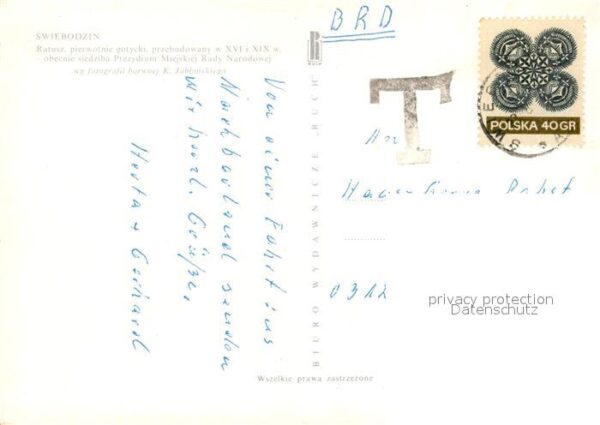 ŚWIEBODZIN
Ratusz, pierwotnie gotycki, przebudowany w XVI i XIX w.
- obecnie siedziba Prezydium Miejskiej Rady Narodowej
wg fotografii barwnej K. Jabłońskiego
Von einer Fahrt ins
Nachbarland senden
wir herzl. Grüße.
Herta + Gerhard
BIURO WYDAWNICZE RUCH
Wszelkie prawa zastrzeżone
BRD
T
POLSKA 40 GR
privacy protection
Datenschutz